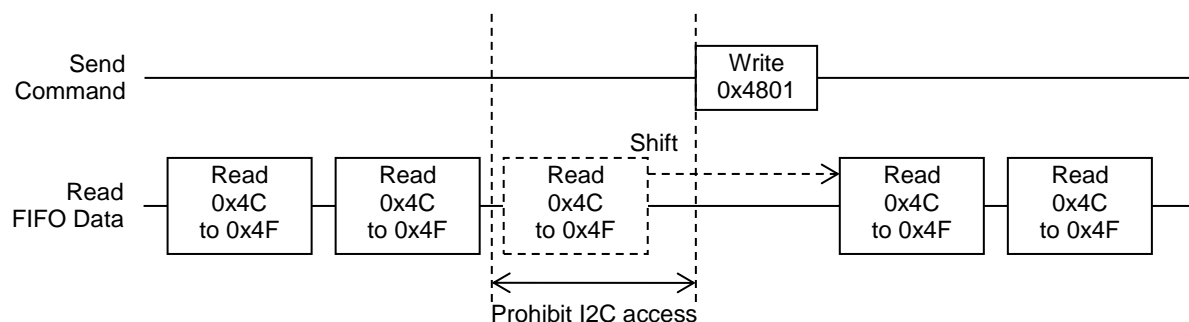 Send
Command
Write
0x4801
Shift
Read
FIFO Data
Read
0x4C
to 0x4F
Read
0x4C
to 0x4F
Read
0x4C
to 0x4F
Read
0x4C
to 0x4F
Read
0x4C
to 0x4F
Prohibit I2C access